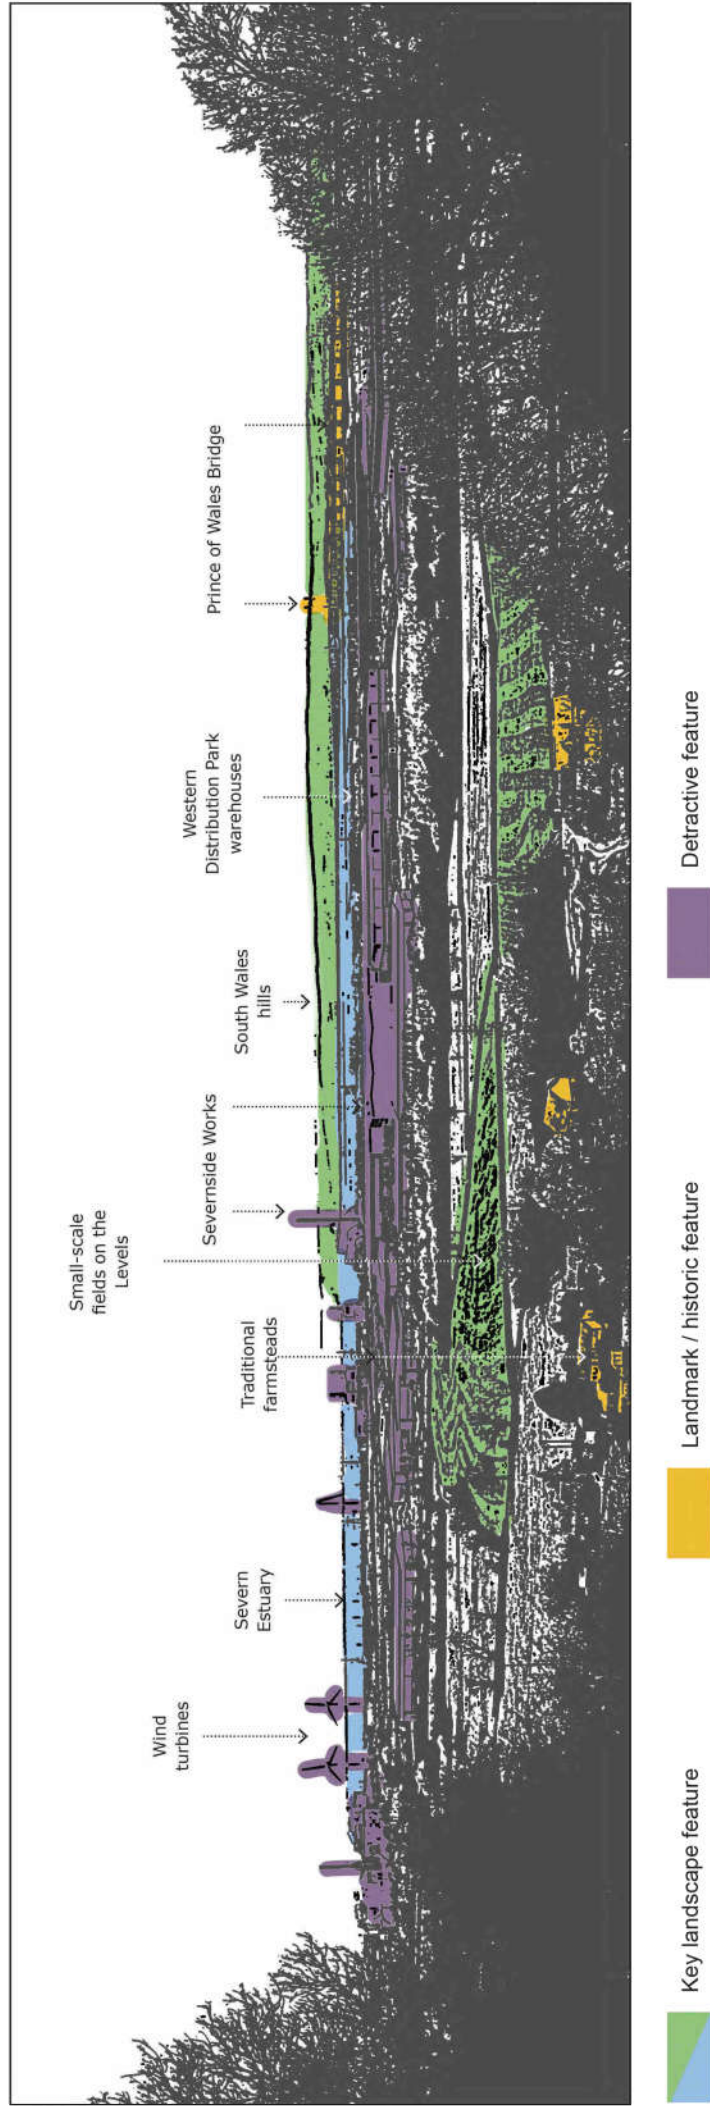 Wind
turbines
Severn
Estuary
Traditional
farmsteads
Small-scale
fields on the
Levels
Severnside Works
South Wales
hills
Western
Distribution Park
warehouses
Prince of Wales Bridge
Key landscape feature
Landmark / historic feature
Detractive feature